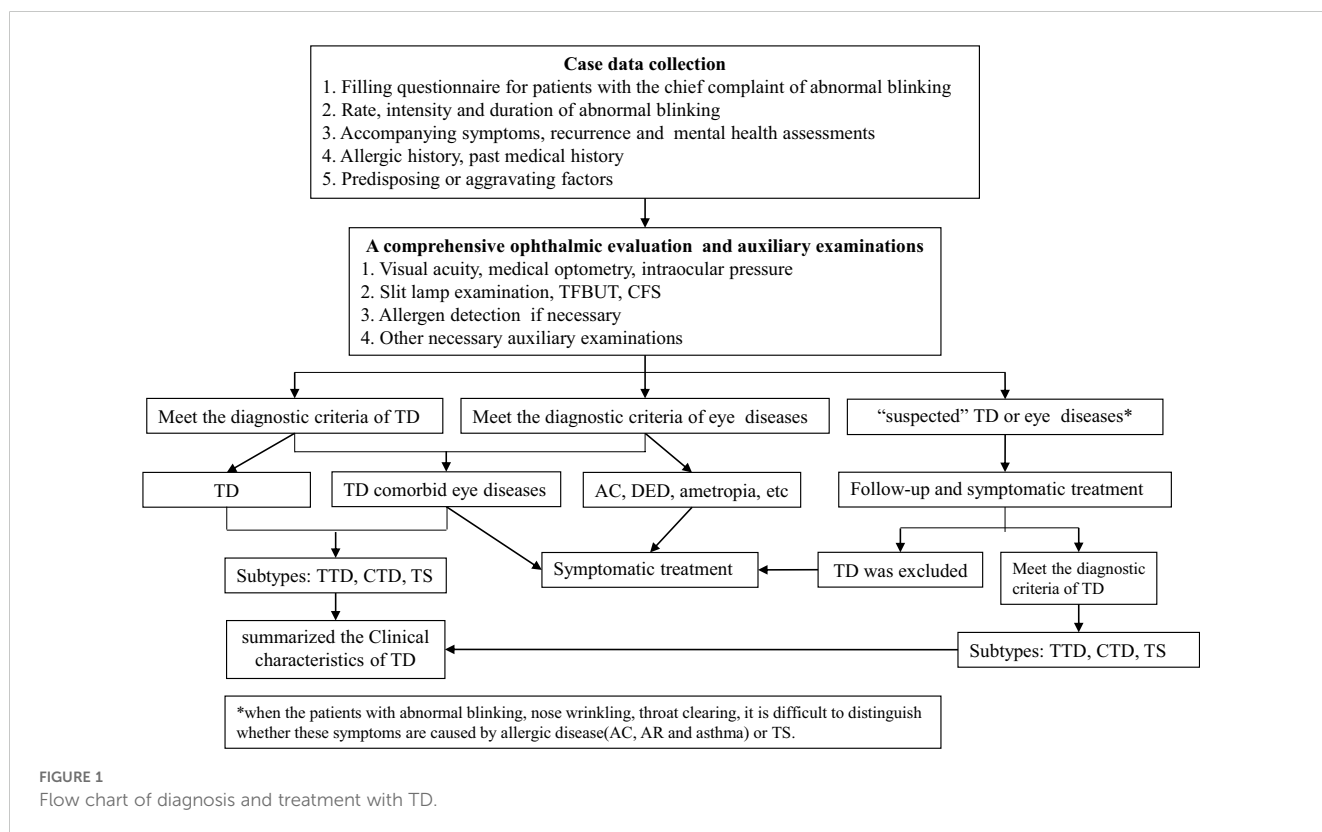 Case data collection
1. Filling questionnaire for patients with the chief complaint of abnormal blinking
2. Rate, intensity and duration of abnormal blinking
3. Accompanying symptoms, recurrence and mental health assessments
4. Allergic history, past medical history
5. Predisposing or aggravating factors
A comprehensive ophthalmic evaluation and auxiliary examinations
1. Visual acuity, medical optometry, intraocular pressure
2. Slit lamp examination, TFBUT, CFS
3. Allergen detection if necessary
4. Other necessary auxiliary examinations
Meet the diagnostic criteria of TD
Meet the diagnostic criteria of eye diseases
“suspected” TD or eye diseases*
TD
TD comorbid eye diseases
AC, DED, ametropia, etc
Follow-up and symptomatic treatment
Subtypes: TTD, CTD, TS
Symptomatic treatment
TD was excluded
Meet the diagnostic
criteria of TD
summarized the Clinical
characteristics of TD
Subtypes: TTD, CTD, TS
*when the patients with abnormal blinking, nose wrinkling, throat clearing, it is difficult to distinguish
whether these symptoms are caused by allergic disease(AC, AR and asthma) or TS.
FIGURE 1
Flow chart of diagnosis and treatment with TD.